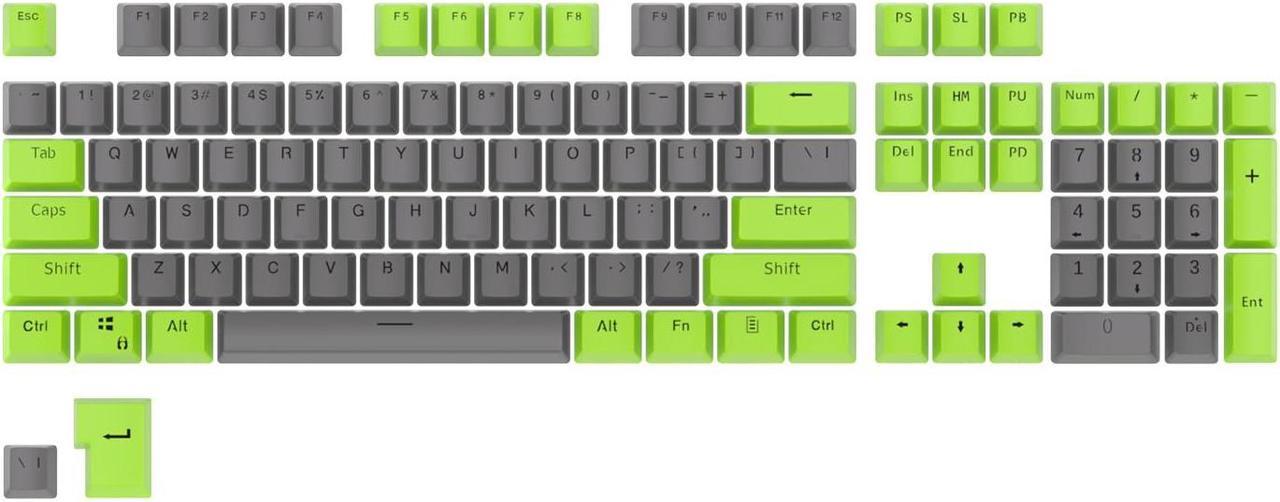 Esc F1 F2 F3 F4 F5 F6 F7 F8 F9 F10 F11 F12 PS SL PB
` ~ 1 ! 2 @ 3 # 4 $ 5 % 6 ^ 7 & 8 * 9 ( 0 ) - _ = + ← Ins HM PU Num / * —
Tab Q W E R T Y U I O P [ { ] } \ | Del End PD 7 8 ↑ 9 +
Caps A S D F G H J K L ; : ' ,, Enter 4 ← 5 6 →
Shift Z X C V B N M . < . > / ? Shift ↑ 1 2 ↓ 3 Ent
Ctrl Alt — Alt Fn Ctrl ← ↓ → 0 Del
\ |